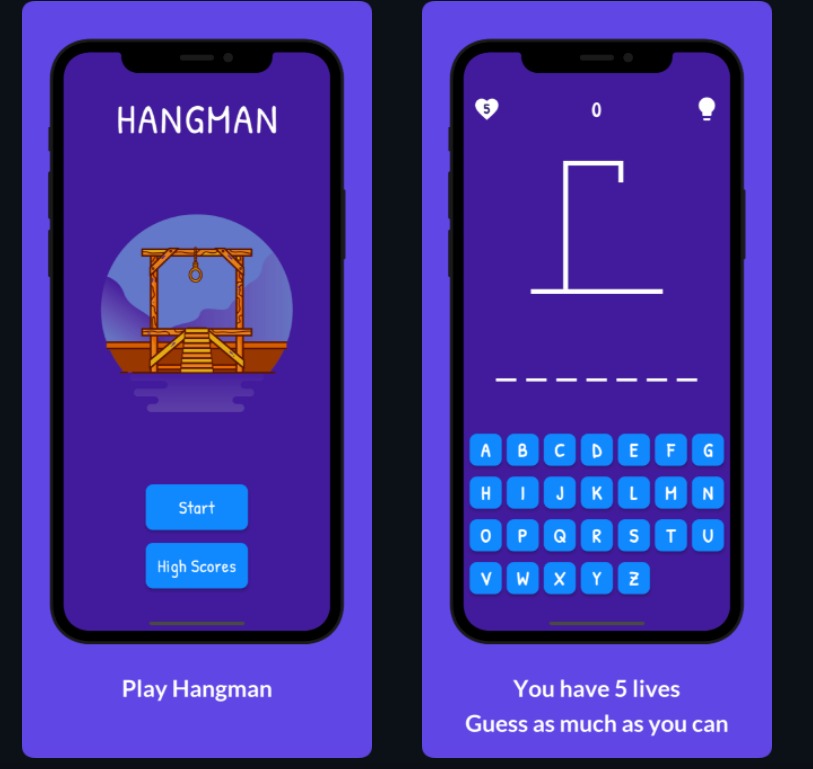 HANGMAN
Start
High Scores
Play Hangman
5 0
A B C D E F G
H I J K L M N
O P Q R S T U
V W X Y Z
You have 5 lives
Guess as much as you can